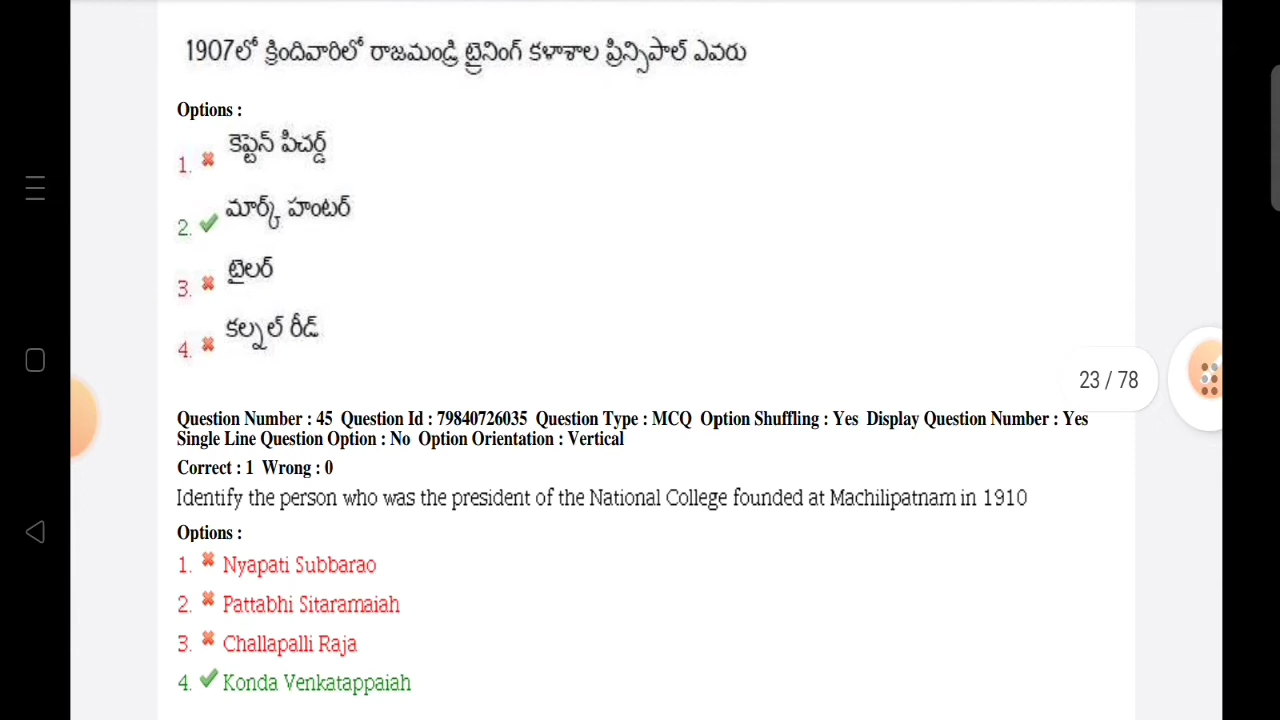 1907లో క్రిందివారిలో రాజమండ్రి ట్రైనింగ్ కళాశాల ప్రిన్సిపాల్ ఎవరు
Options :
1. కెప్టైన్ పీచర్డ్
2. మార్క్ హంటర్
3. టైలర్
4. కల్నల్ రీడ్
23 / 78
Question Number : 45 Question Id : 79840726035 Question Type : MCQ Option Shuffling : Yes Display Question Number : Yes
Single Line Question Option : No Option Orientation : Vertical
Correct : 1 Wrong : 0
Identify the person who was the president of the National College founded at Machilipatnam in 1910
Options :
1. Nyapati Subbarao
2. Pattabhi Sitaramaiah
3. Challapalli Raja
4. Konda Venkatappaiah